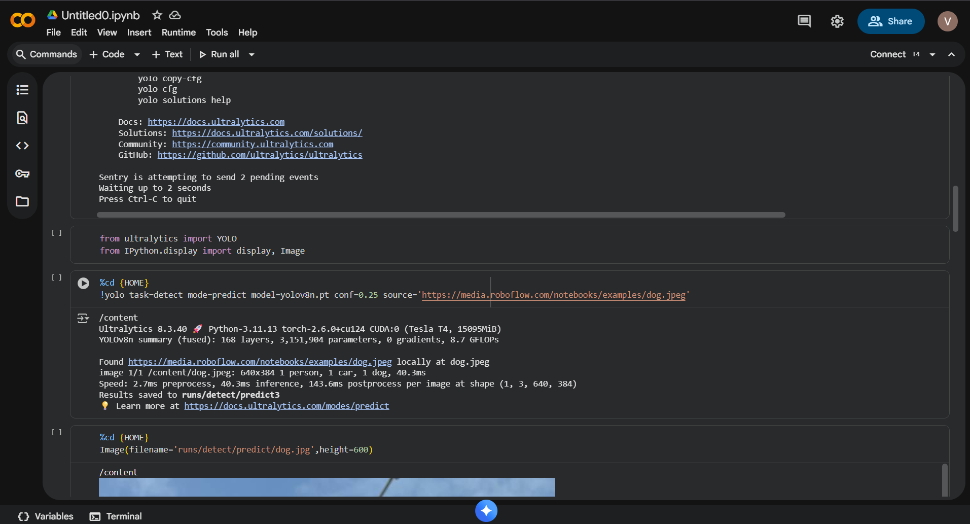 Untitled0.ipynb
File Edit View Insert Runtime Tools Help
Share
V
Commands + Code + Text Run all
Connect T4
yolo copy-cfg
yolo cfg
yolo solutions help
Docs: https://docs.ultralytics.com
Solutions: https://docs.ultralytics.com/solutions/
Community: https://community.ultralytics.com
GitHub: https://github.com/ultralytics/ultralytics
Sentry is attempting to send 2 pending events
Waiting up to 2 seconds
Press Ctrl-C to quit
[ ] from ultralytics import YOLO
from IPython.display import display, Image
[ ] %cd {HOME}
!yolo task=detect mode=predict model=yolov8n.pt conf=0.25 source='https://media.roboflow.com/notebooks/examples/dog.jpeg'
/content
Ultralytics 8.3.40 🚀 Python-3.11.13 torch-2.6.0+cu124 CUDA:0 (Tesla T4, 15095MiB)
YOLOv8n summary (fused): 168 layers, 3,151,904 parameters, 0 gradients, 8.7 GFLOPs
Found https://media.roboflow.com/notebooks/examples/dog.jpeg locally at dog.jpeg
image 1/1 /content/dog.jpeg: 640x384 1 person, 1 car, 1 dog, 40.3ms
Speed: 2.7ms preprocess, 40.3ms inference, 143.6ms postprocess per image at shape (1, 3, 640, 384)
Results saved to runs/detect/predict3
💡 Learn more at https://docs.ultralytics.com/modes/predict
[ ] %cd {HOME}
Image(filename='runs/detect/predict/dog.jpg',height=600)
/content
Variables Terminal